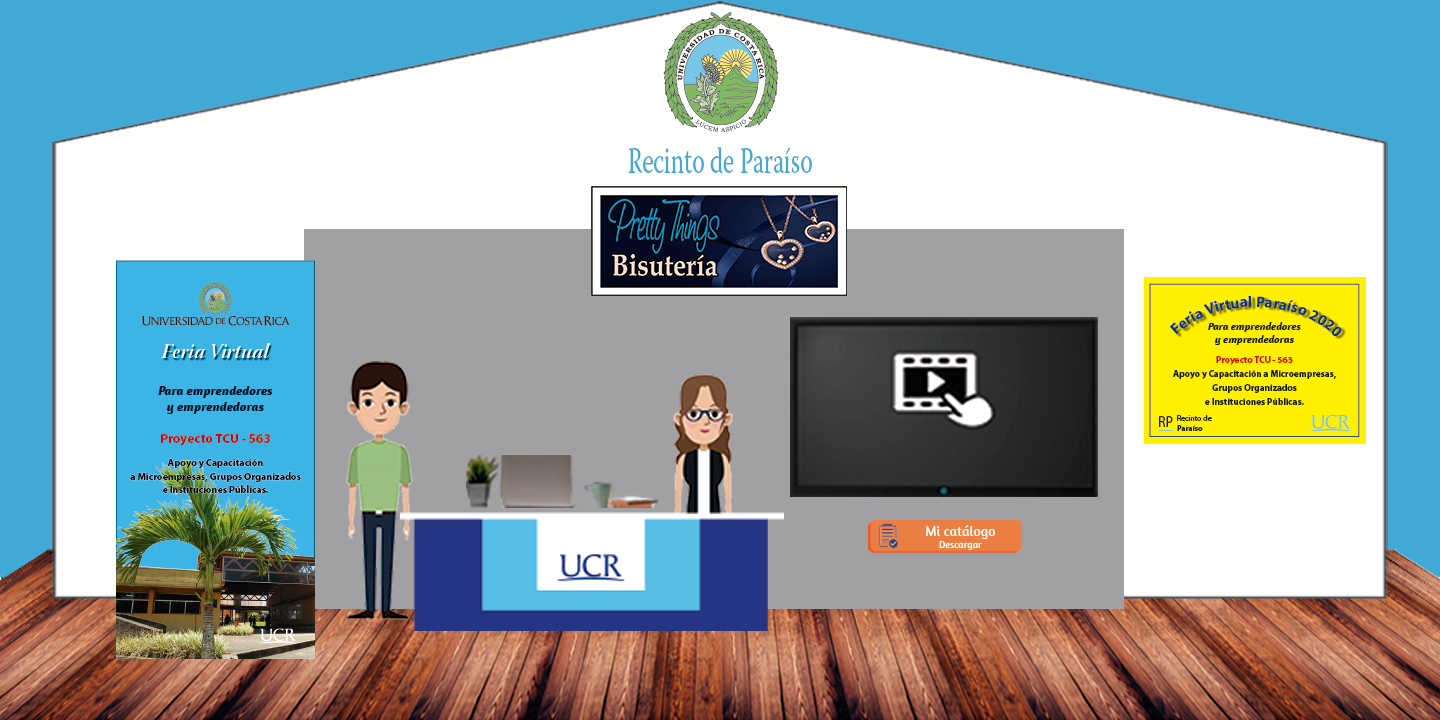 UNIVERSIDAD DE COSTA RICA
LUCEM ASPICIO
Recinto de Paraíso
Pretty Things
Bisutería
UNIVERSIDAD DE COSTA RICA
Feria Virtual
Para emprendedores
y emprendedoras
Proyecto TCU - 563
Apoyo y Capacitación
a Microempresas, Grupos Organizados
e Instituciones Públicas.
UCR
UCR
Mi catálogo
Descargar
Feria Virtual Paraíso 2020
Para emprendedores
y emprendedoras
Proyecto TCU - 563
Apoyo y Capacitación a Microempresas,
Grupos Organizados
e Instituciones Públicas.
RP Recinto de
Paraíso
UCR